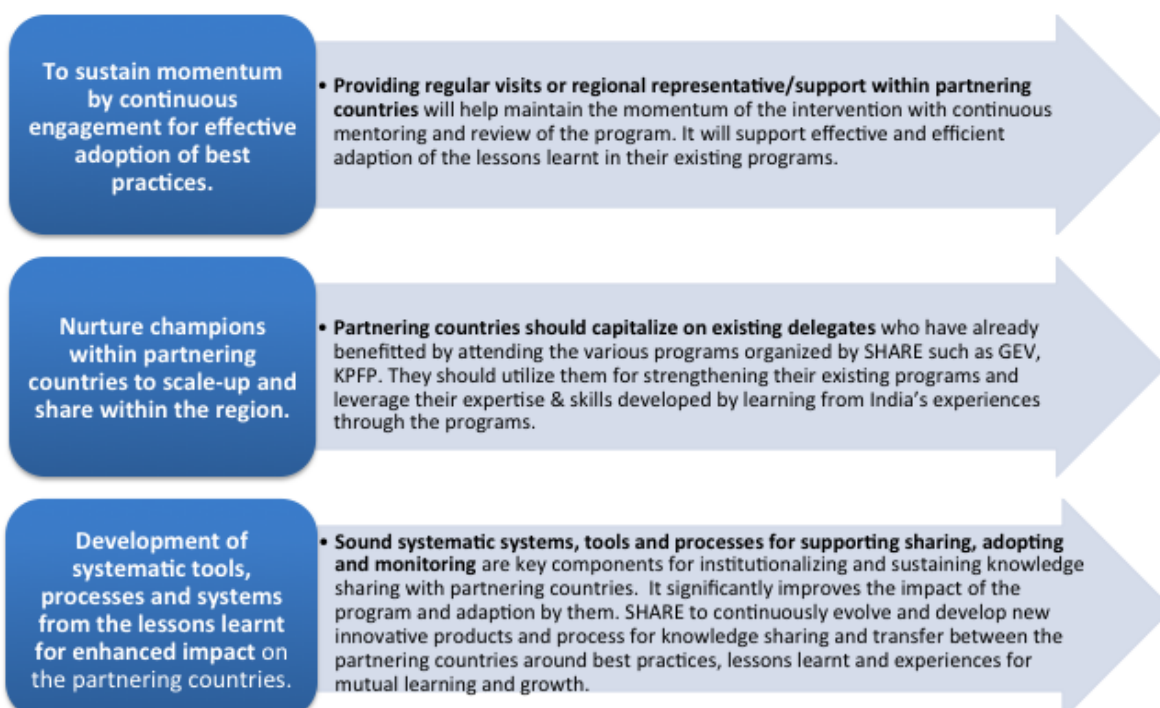 To sustain momentum
by continuous
engagement for effective
adoption of best
practices.
• Providing regular visits or regional representative/support within partnering
countries will help maintain the momentum of the intervention with continuous
mentoring and review of the program. It will support effective and efficient
adaption of the lessons learnt in their existing programs.
Nurture champions
within partnering
countries to scale-up and
share within the region.
• Partnering countries should capitalize on existing delegates who have already
benefitted by attending the various programs organized by SHARE such as GEV,
KPFP. They should utilize them for strengthening their existing programs and
leverage their expertise & skills developed by learning from India's experiences
through the programs.
Development of
systematic tools,
processes and systems
from the lessons learnt
for enhanced impact on
the partnering countries.
• Sound systematic systems, tools and processes for supporting sharing, adopting
and monitoring are key components for institutionalizing and sustaining knowledge
sharing with partnering countries.  It significantly improves the impact of the
program and adaption by them. SHARE to continuously evolve and develop new
innovative products and process for knowledge sharing and transfer between the
partnering countries around best practices, lessons learnt and experiences for
mutual learning and growth.